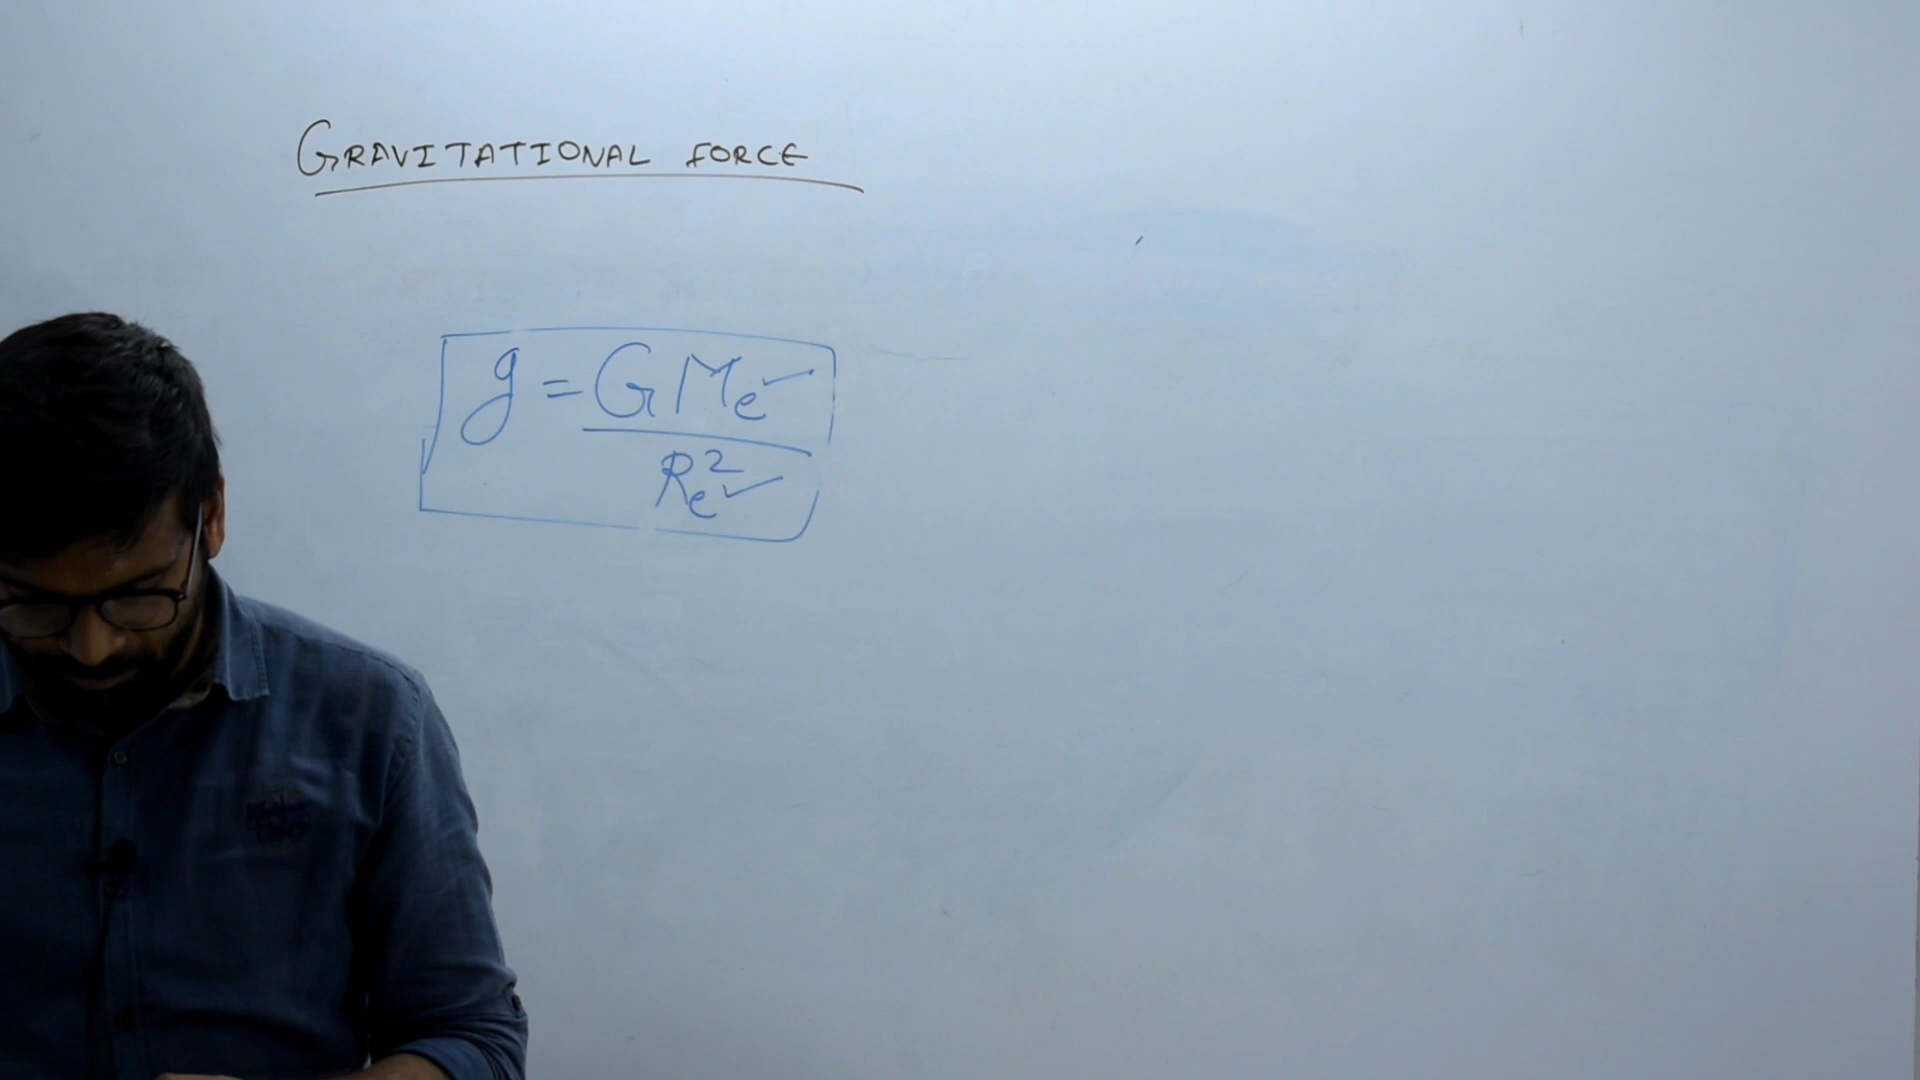 GRAVITATIONAL FORCE
g = GMe
Re²